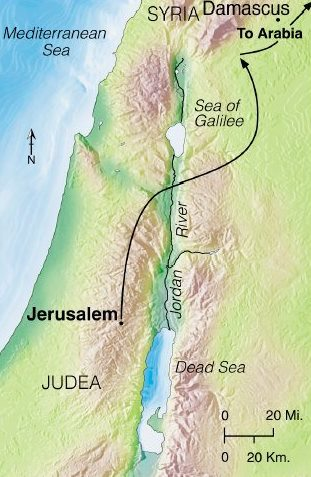 SYRIA
Damascus
To Arabia
Mediterranean
Sea
N
Sea of
Galilee
Jordan River
Jerusalem
Dead Sea
JUDEA
0 20 Mi.
0 20 Km.